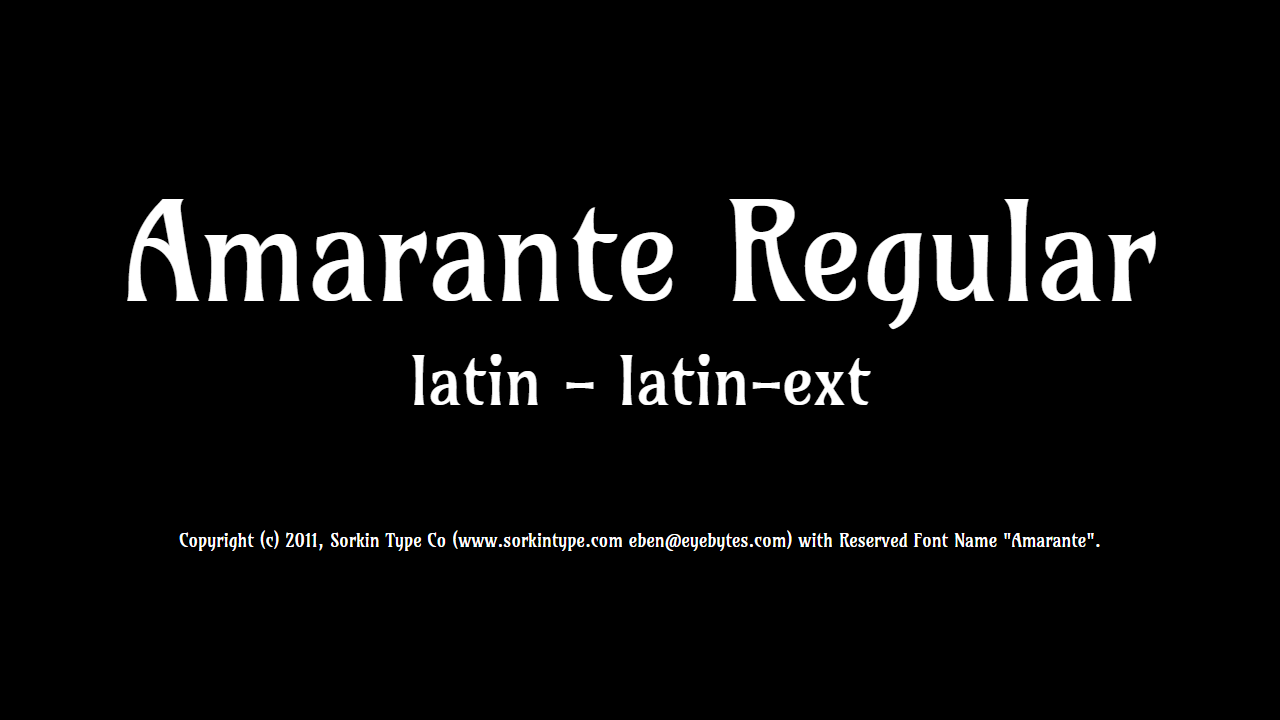 Amarante Regular
latin - latin-ext
Copyright (c) 2011, Sorkin Type Co (www.sorkintype.com eben@eyebytes.com) with Reserved Font Name "Amarante".